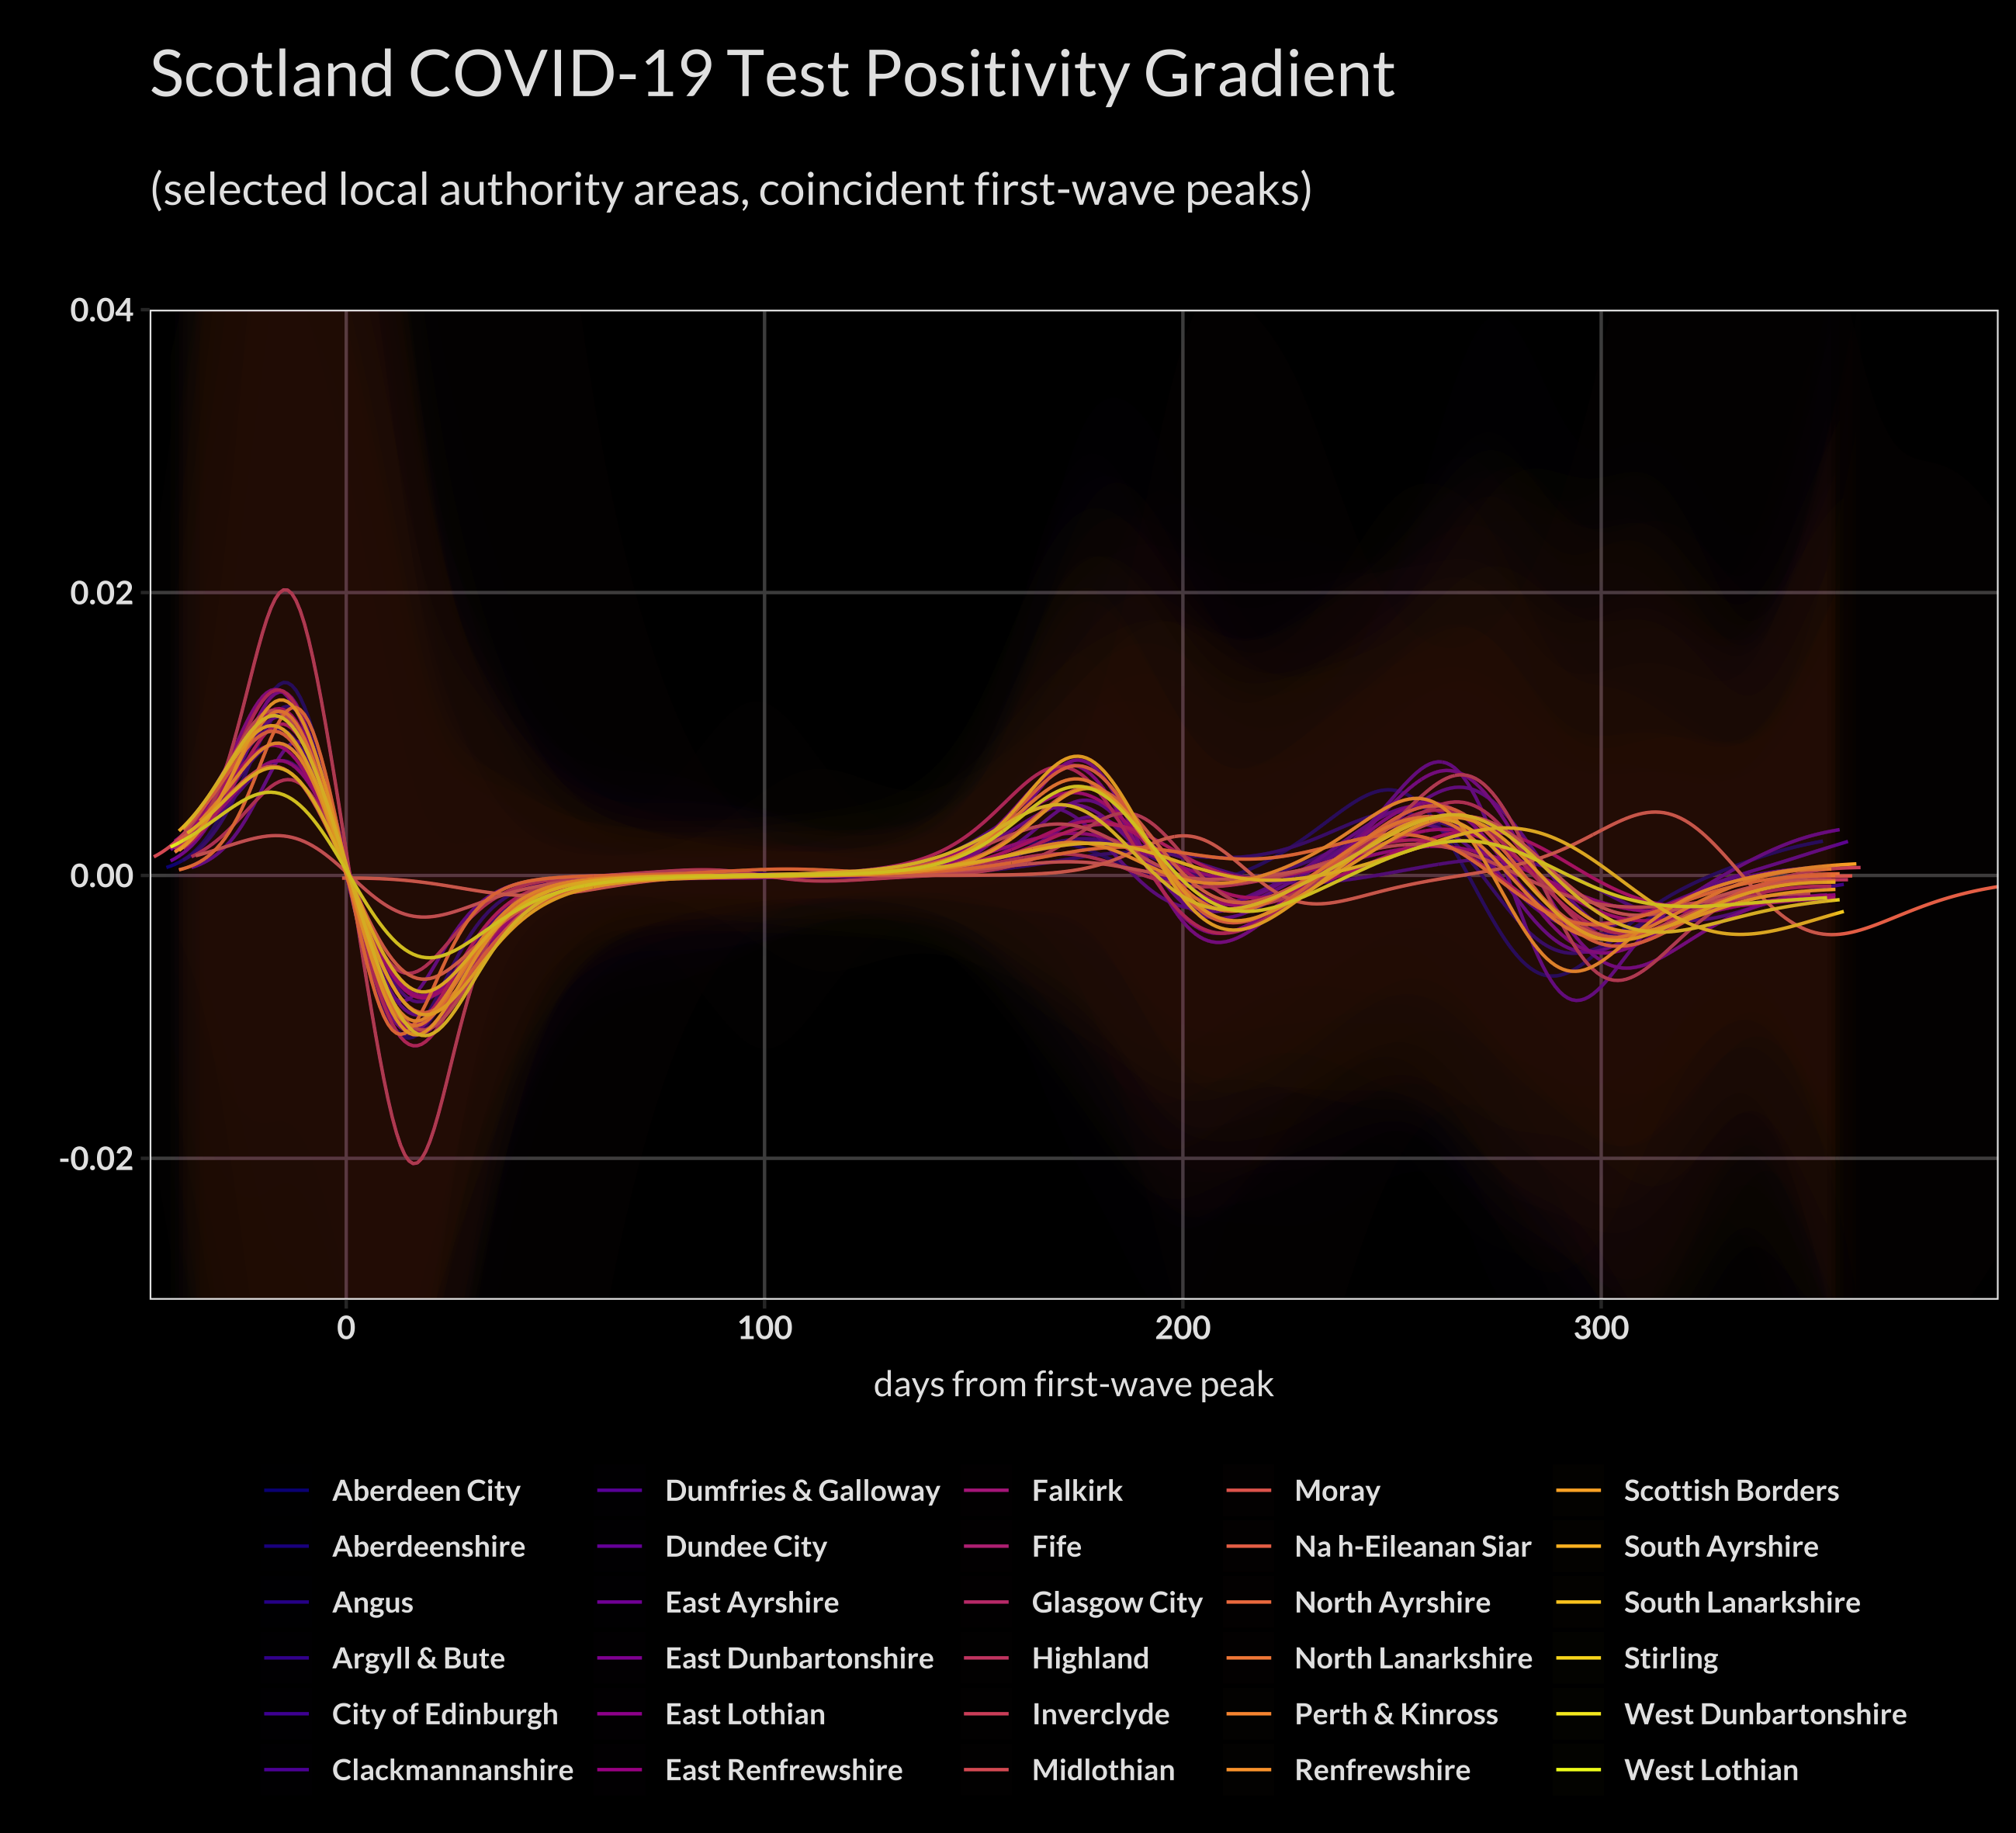 Scotland COVID-19 Test Positivity Gradient
(selected local authority areas, coincident first-wave peaks)
0.04
0.02
0.00
-0.02
0 100 200 300
days from first-wave peak
Aberdeen City Dumfries & Galloway Falkirk Moray Scottish Borders
Aberdeenshire Dundee City Fife Na h-Eileanan Siar South Ayrshire
Angus East Ayrshire Glasgow City North Ayrshire South Lanarkshire
Argyll & Bute East Dunbartonshire Highland North Lanarkshire Stirling
City of Edinburgh East Lothian Inverclyde Perth & Kinross West Dunbartonshire
Clackmannanshire East Renfrewshire Midlothian Renfrewshire West Lothian